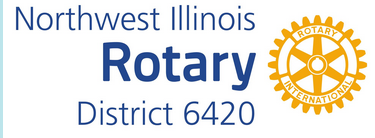 Northwest Illinois
Rotary
District 6420
ROTARY
INTERNATIONAL